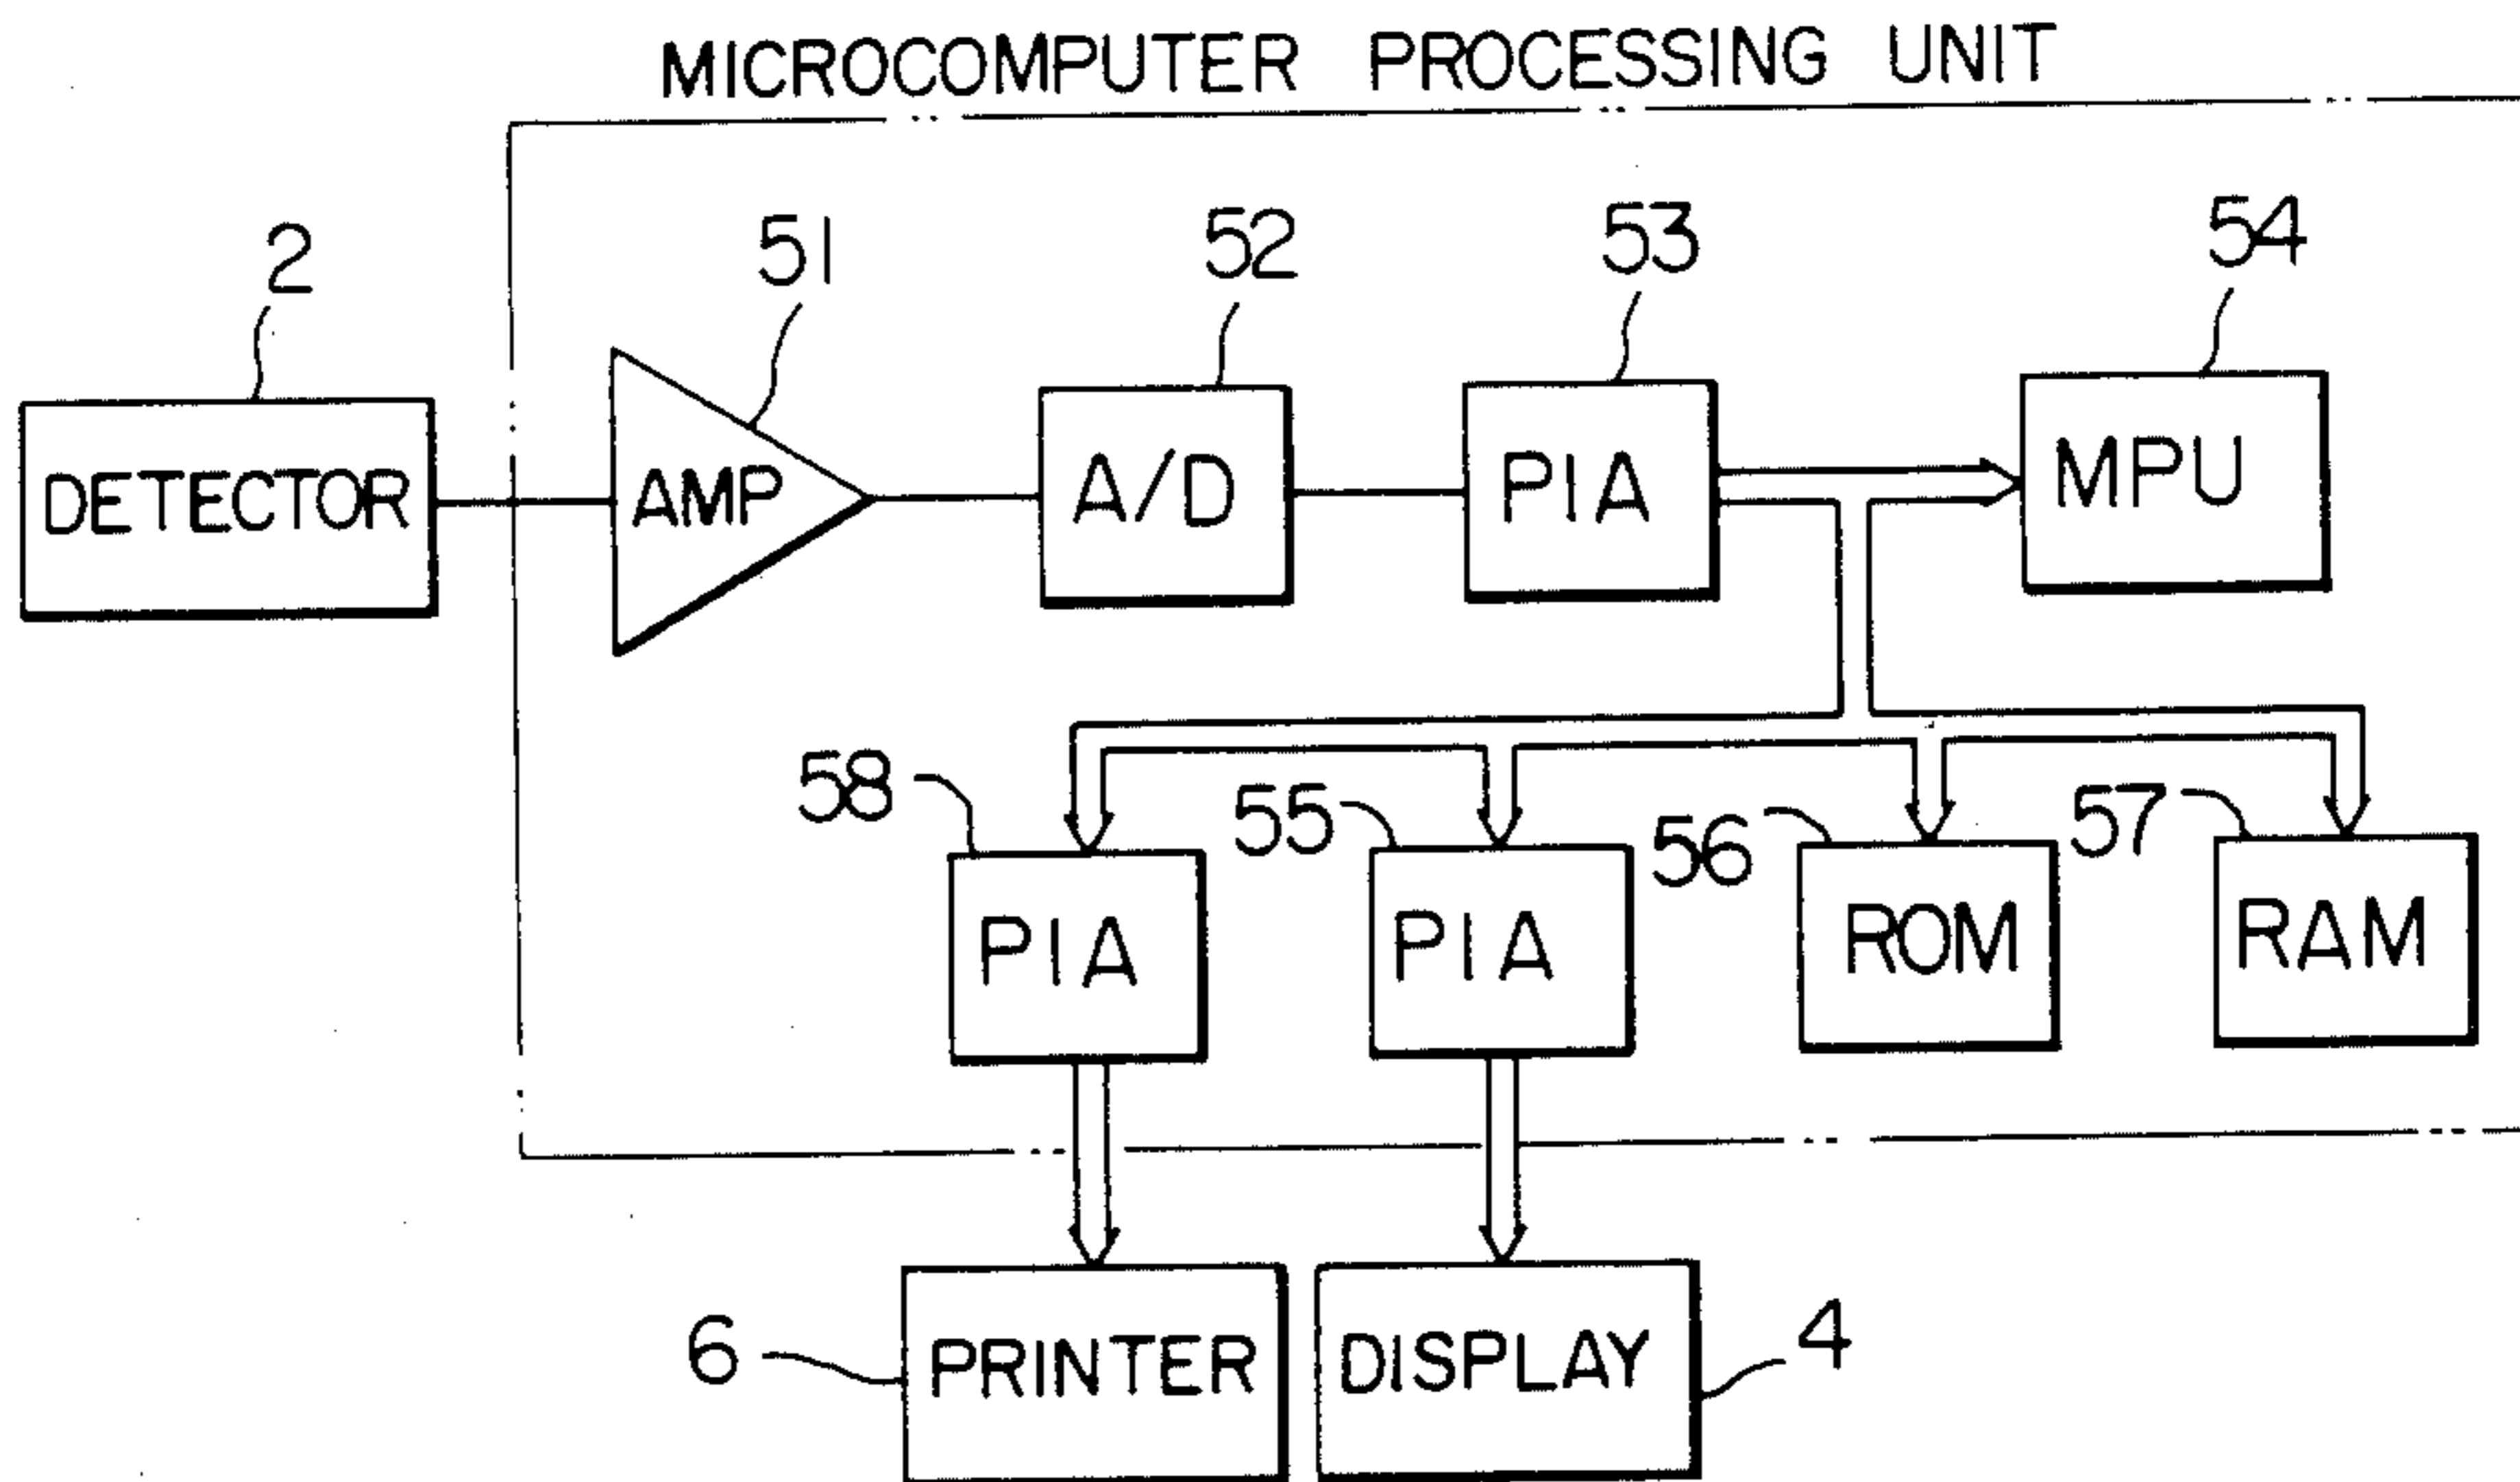 MICROCOMPUTER PROCESSING UNIT
2
51
52
53
54
DETECTOR
AMP
A/D
PIA
MPU
58
55
56
57
PIA
PIA
ROM
RAM
6
PRINTER
DISPLAY
4